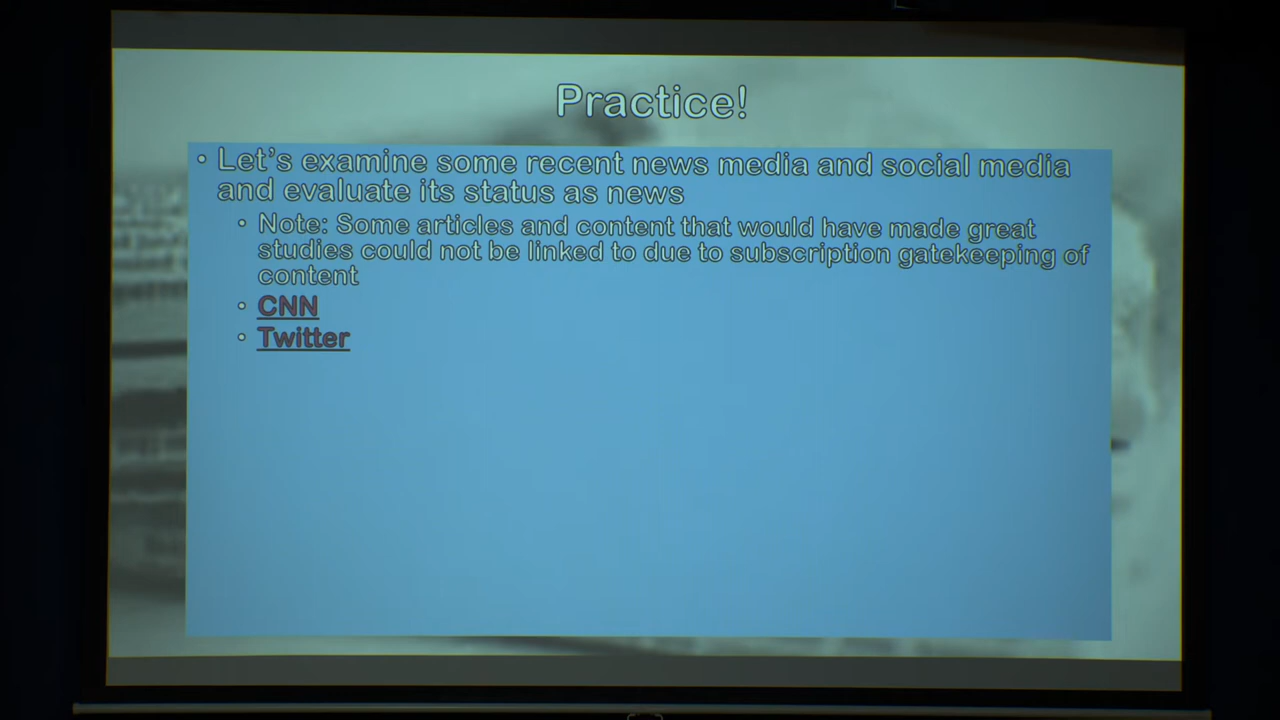 Practice!
• Let's examine some recent news media and social media
and evaluate its status as news
• Note: Some articles and content that would have made great
studies could not be linked to due to subscription gatekeeping of
content
• CNN
• Twitter